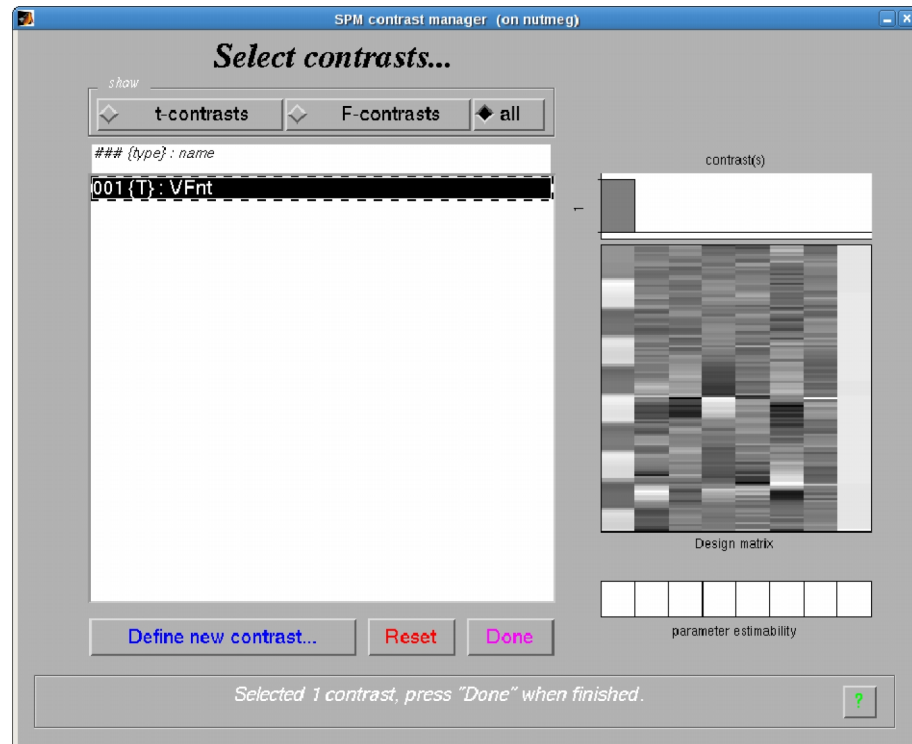 SPM contrast manager (on nutmeg)
Select contrasts...
show
t-contrasts F-contrasts all
### {type} : name
001 {T} : VFnt
contrast(s)
1
Design matrix
parameter estimability
Define new contrast... Reset Done
Selected 1 contrast, press "Done" when finished.
?